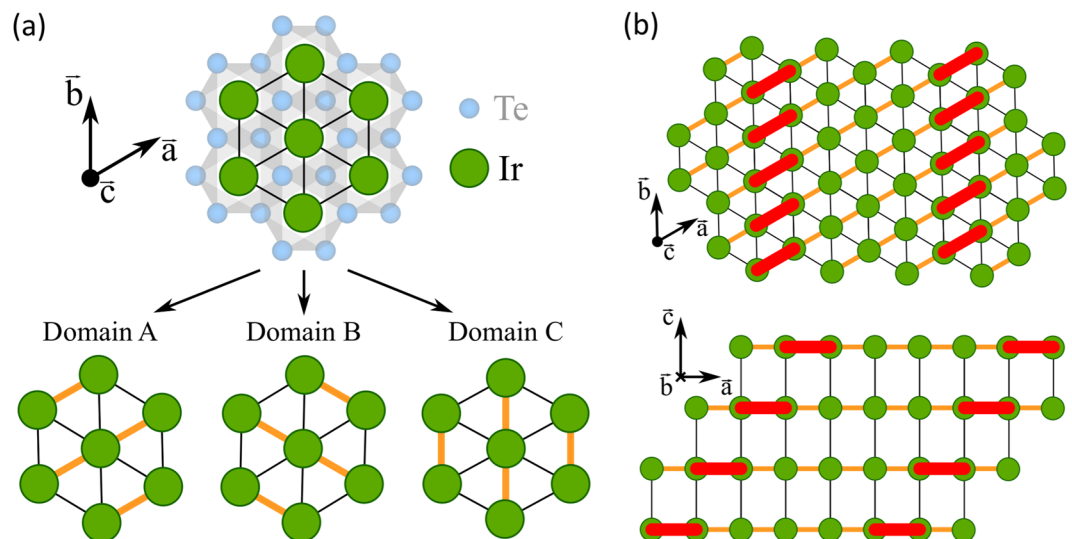 (a)
b⃗
a⃗
c⃗
Te
Ir
Domain A
Domain B
Domain C
(b)
b⃗
a⃗
c⃗
c⃗
b⃗
a⃗